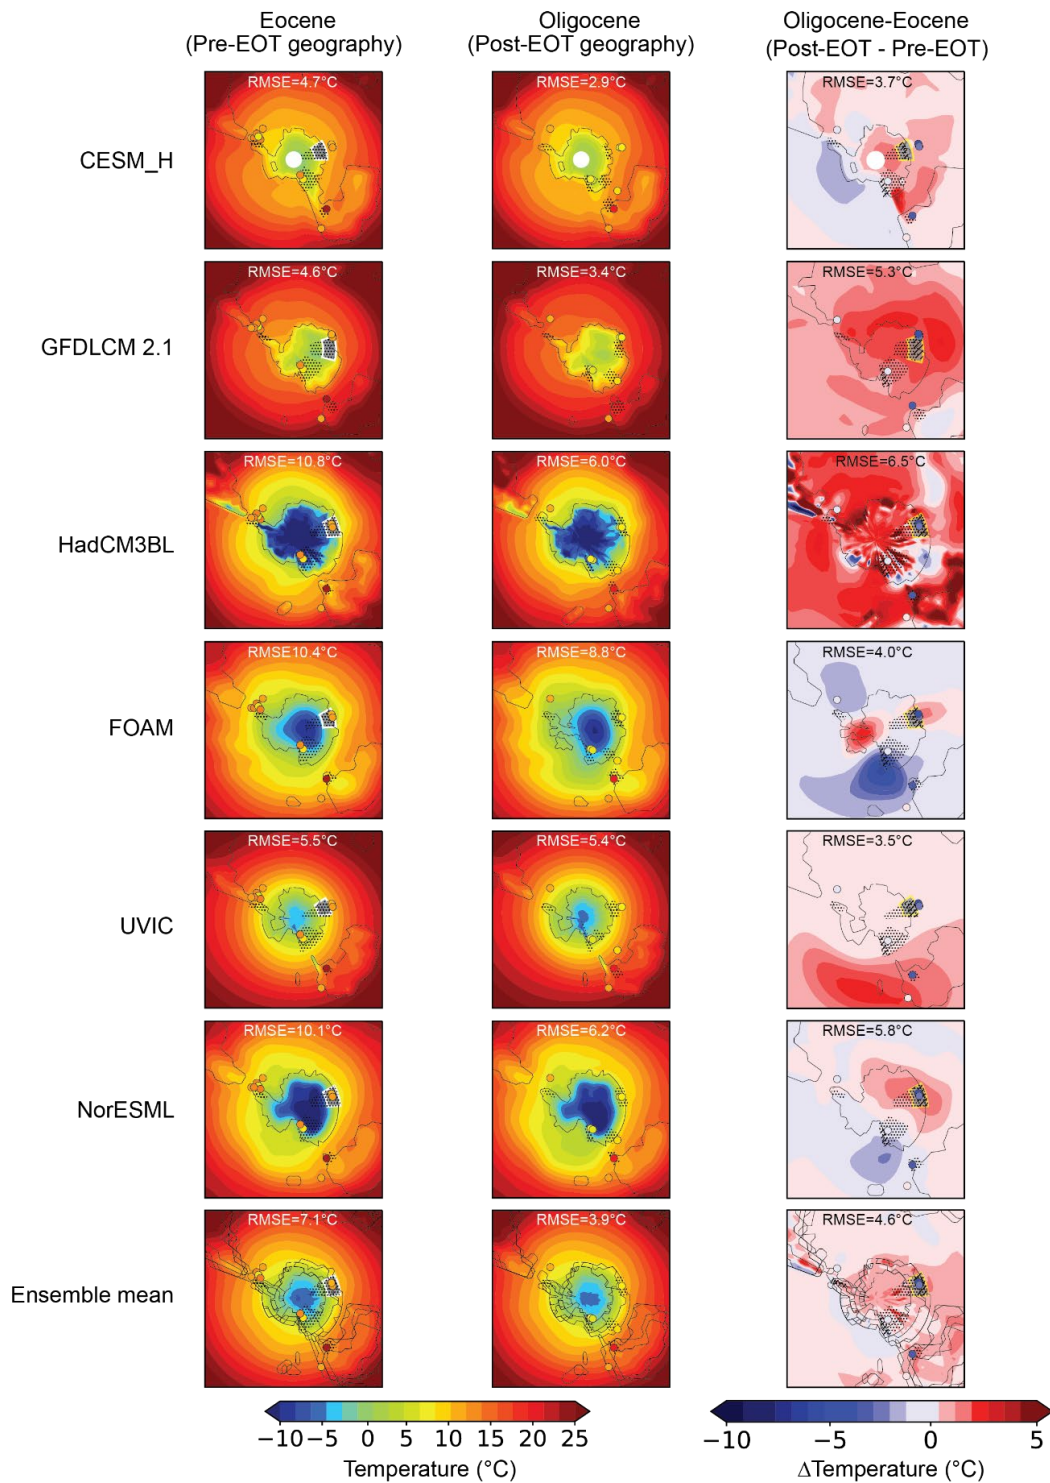 Eocene
(Pre-EOT geography)
Oligocene
(Post-EOT geography)
Oligocene-Eocene
(Post-EOT - Pre-EOT)
CESM_H
RMSE=4.7°C
RMSE=2.9°C
RMSE=3.7°C
GFDLCM 2.1
RMSE=4.6°C
RMSE=3.4°C
RMSE=5.3°C
HadCM3BL
RMSE=10.8°C
RMSE=6.0°C
RMSE=6.5°C
FOAM
RMSE10.4°C
RMSE=8.8°C
RMSE=4.0°C
UVIC
RMSE=5.5°C
RMSE=5.4°C
RMSE=3.5°C
NorESML
RMSE=10.1°C
RMSE=6.2°C
RMSE=5.8°C
Ensemble mean
RMSE=7.1°C
RMSE=3.9°C
RMSE=4.6°C
−10 −5 0 5 10 15 20 25
Temperature (°C)
−10 −5 0 5
ΔTemperature (°C)